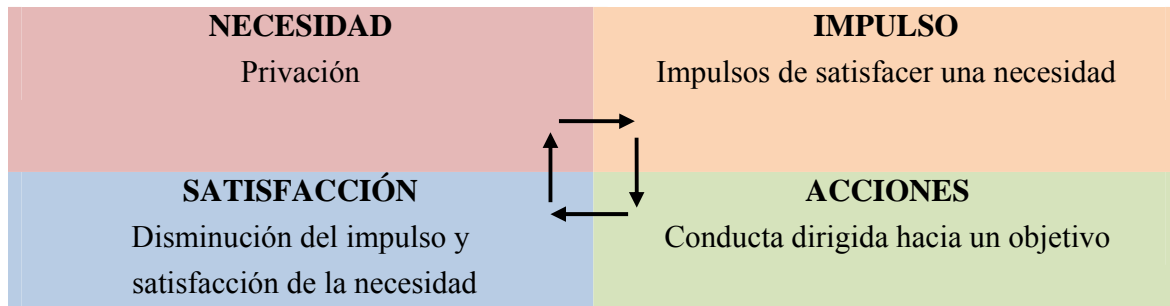 NECESIDAD
Privación
IMPULSO
Impulsos de satisfacer una necesidad
SATISFACCIÓN
Disminución del impulso y
satisfacción de la necesidad
ACCIONES
Conducta dirigida hacia un objetivo